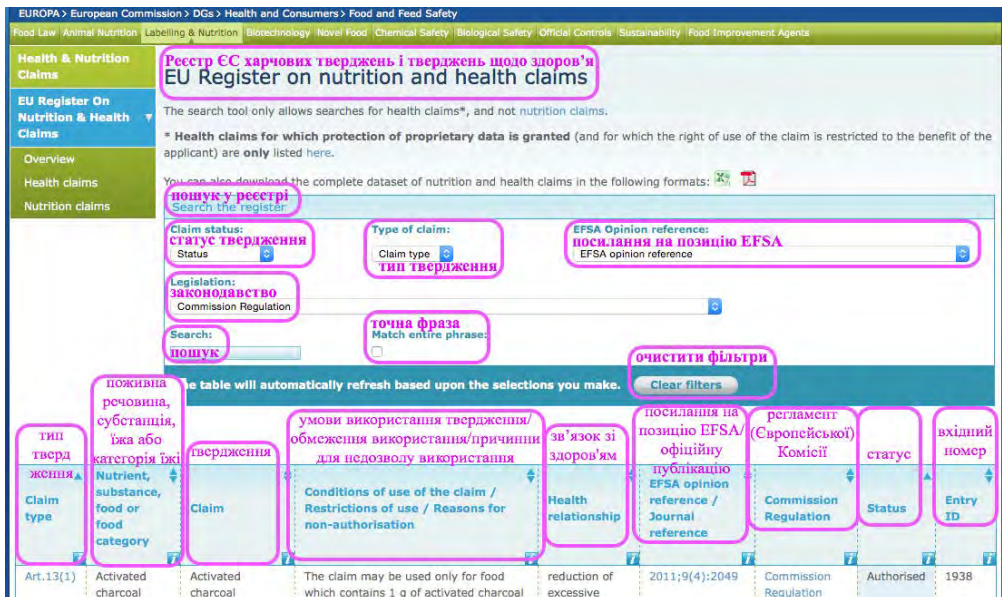 EUROPA> European Commission > DGs> Health and Consumers> Food and Feed Safety
Food Law Animal Nutrition Labelling & Nutrition Biotechnology Novel Food Chemical Safety Biological Safety Official Controls Sustainability Food Improvement Agents
Health & Nutrition
Claims
EU Register On
Nutrition & Health
Claims
Overview
Health claims
Nutrition claims
Реєстр ЄС харчових тверджень і тверджень щодо здоров'я
EU Register on nutrition and health claims
The search tool only allows searches for health claims*, and not nutrition claims.
* Health claims for which protection of proprietary data is granted (and for which the right of use of the claim is restricted to the benefit of the
applicant) are only listed here.
You can also download the complete dataset of nutrition and health claims in the following formats:
пошук у реєстрі
Search the register
Claim status:
статус твердження
Status
Type of claim:
Claim type
тип твердження
EFSA Opinion reference:
посилання на позицію EFSA
EFSA opinion reference
Legislation:
законодавство
Commission Regulation
Search:
пошук
точна фраза
Match entire phrase:
очистити фільтри
The table will automatically refresh based upon the selections you make.
Clear filters
тип
тверд
ження
Claim
type
поживна
речовина,
субстанція,
їжа або
категорія їжі
Nutrient,
substance,
food or
food
category
твердження
Claim
умови використання твердження/
обмеження використання/причинни
для недозволу використання
Conditions of use of the claim /
Restrictions of use / Reasons for
non-authorisation
зв'язок зі
здоров'ям
Health
relationship
посилання на
позицію EFSA/
офіційну
публікацію
EFSA opinion
reference /
Journal
reference
регламент
(Європейської)
Комісії
Commission
Regulation
статус
Status
вхідний
номер
Entry
ID
Art.13(1)
Activated
charcoal
Activated
charcoal
The claim may be used only for food
which contains 1 g of activated charcoal
reduction of
excessive
2011;9(4):2049
Commission
Regulation
Authorised
1938